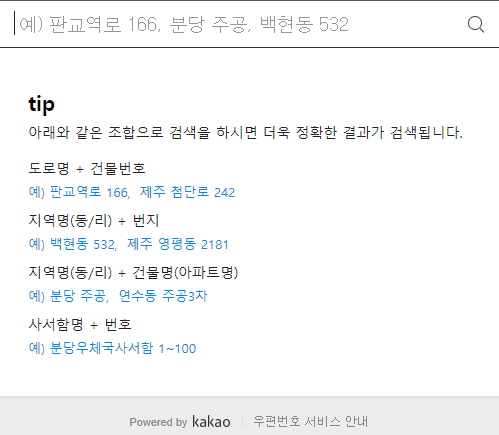 예) 판교역로 166, 분당 주공, 백현동 532
tip
아래와 같은 조합으로 검색을 하시면 더욱 정확한 결과가 검색됩니다.
도로명 + 건물번호
예) 판교역로 166, 제주 첨단로 242
지역명(동/리) + 번지
예) 백현동 532, 제주 영평동 2181
지역명(동/리) + 건물명(아파트명)
예) 분당 주공, 연수동 주공3차
사서함명 + 번호
예) 분당우체국사서함 1~100
Powered by kakao 우편번호 서비스 안내